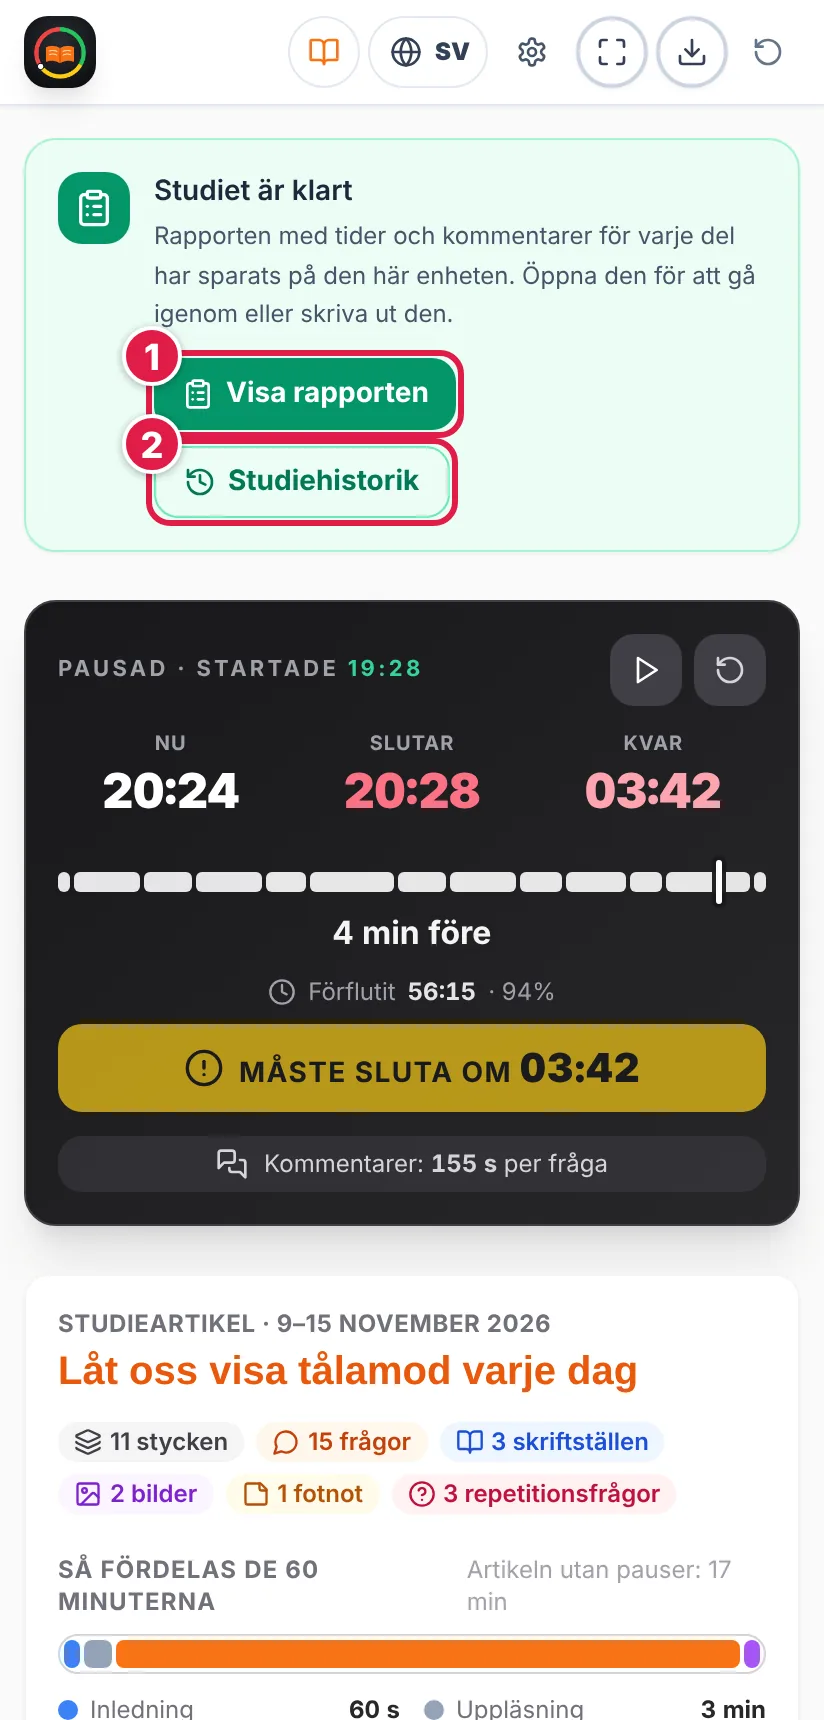 SV
Studiet är klart
Rapporten med tider och kommentarer för varje del
har sparats på den här enheten. Öppna den för att gå
igenom eller skriva ut den.
1
Visa rapporten
2
Studiehistorik
PAUSAD · STARTADE 19:28
NU SLUTAR KVAR
20:24 20:28 03:42
4 min före
Förflutit 56:15 · 94%
MÅSTE SLUTA OM 03:42
Kommentarer: 155 s per fråga
STUDIEARTIKEL · 9–15 NOVEMBER 2026
Låt oss visa tålamod varje dag
11 stycken 15 frågor 3 skriftställen
2 bilder 1 fotnot 3 repetitionsfrågor
SÅ FÖRDELAS DE 60 Artikeln utan pauser: 17
MINUTERNA min
Inledning 60 s Uppläsning 3 min